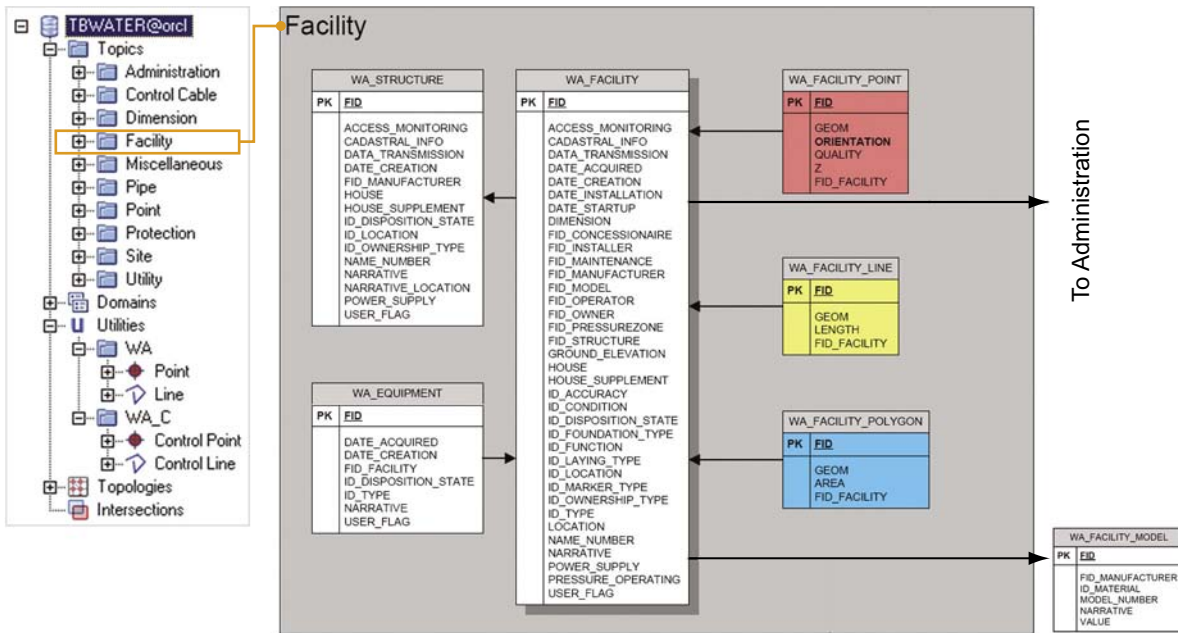 TBWATER@orcl
Topics
Administration
Control Cable
Dimension
Facility
Miscellaneous
Pipe
Point
Protection
Site
Utility
Domains
Utilities
WA
Point
Line
WA_C
Control Point
Control Line
Topologies
Intersections
Facility
WA_STRUCTURE
PK FID
ACCESS_MONITORING
CADASTRAL_INFO
DATA_TRANSMISSION
DATE_CREATION
FID_MANUFACTURER
HOUSE
HOUSE_SUPPLEMENT
ID_DISPOSITION_STATE
ID_LOCATION
ID_OWNERSHIP_TYPE
NAME_NUMBER
NARRATIVE
NARRATIVE_LOCATION
POWER_SUPPLY
USER_FLAG
WA_EQUIPMENT
PK FID
DATE_ACQUIRED
DATE_CREATION
FID_FACILITY
ID_DISPOSITION_STATE
ID_TYPE
NARRATIVE
USER_FLAG
WA_FACILITY
PK FID
ACCESS_MONITORING
CADASTRAL_INFO
DATA_TRANSMISSION
DATE_ACQUIRED
DATE_CREATION
DATE_INSTALLATION
DATE_STARTUP
DIMENSION
FID_CONCESSIONAIRE
FID_INSTALLER
FID_MAINTENANCE
FID_MANUFACTURER
FID_MODEL
FID_OPERATOR
FID_OWNER
FID_PRESSUREZONE
FID_STRUCTURE
GROUND_ELEVATION
HOUSE
HOUSE_SUPPLEMENT
ID_ACCURACY
ID_CONDITION
ID_DISPOSITION_STATE
ID_FOUNDATION_TYPE
ID_FUNCTION
ID_LAYING_TYPE
ID_LOCATION
ID_MARKER_TYPE
ID_OWNERSHIP_TYPE
ID_TYPE
LOCATION
NAME_NUMBER
NARRATIVE
POWER_SUPPLY
PRESSURE_OPERATING
USER_FLAG
WA_FACILITY_POINT
PK FID
GEOM
ORIENTATION
QUALITY
Z
FID_FACILITY
WA_FACILITY_LINE
PK FID
GEOM
LENGTH
FID_FACILITY
WA_FACILITY_POLYGON
PK FID
GEOM
AREA
FID_FACILITY
To Administration
WA_FACILITY_MODEL
PK FID
FID_MANUFACTURER
ID_MATERIAL
MODEL_NUMBER
NARRATIVE
VALUE